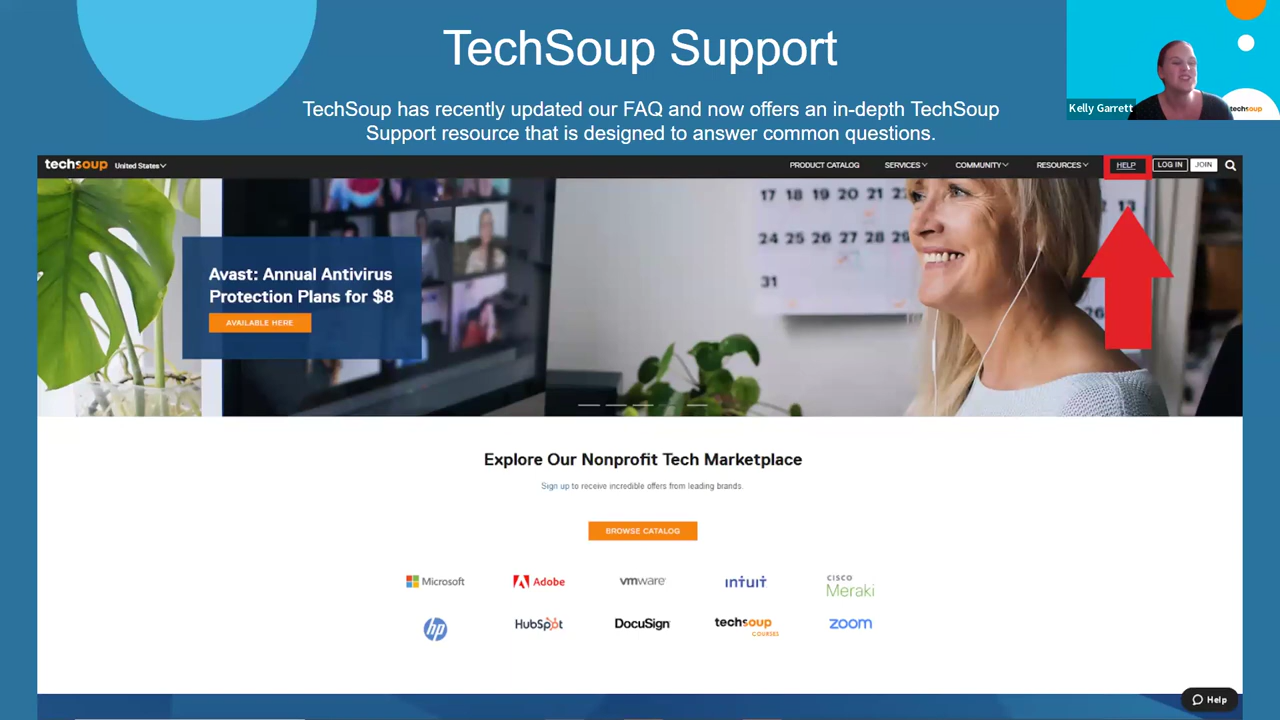 TechSoup Support
TechSoup has recently updated our FAQ and now offers an in-depth TechSoup
Support resource that is designed to answer common questions.
Kelly Garrett
techsoup
techsoup United States
PRODUCT CATALOG SERVICES COMMUNITY RESOURCES HELP LOG IN JOIN
17 18 19 20 21 22
13
24 25 26 27 28 29
31
26
Avast: Annual Antivirus
Protection Plans for $8
AVAILABLE HERE
Explore Our Nonprofit Tech Marketplace
Sign up to receive incredible offers from leading brands.
BROWSE CATALOG
Microsoft Adobe vmware intuit CISCO Meraki
hp HubSpot DocuSign techsoup COURSES zoom
Help